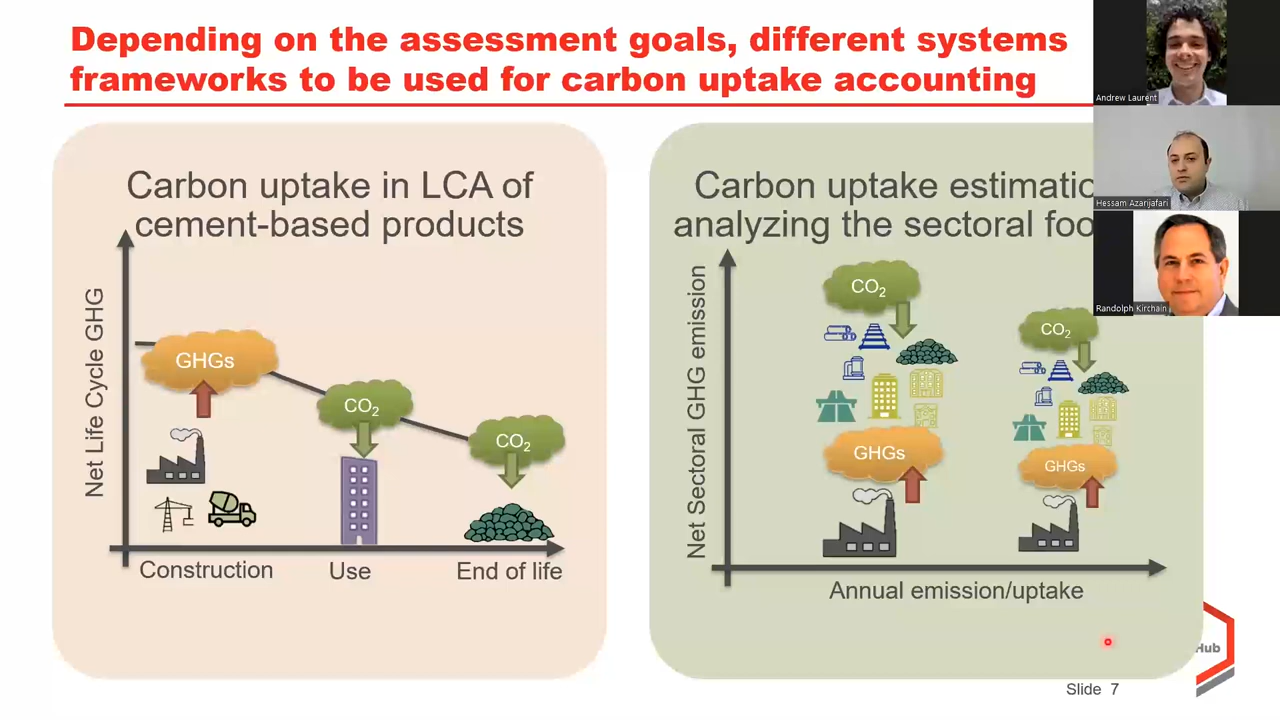 Depending on the assessment goals, different systems
frameworks to be used for carbon uptake accounting
Carbon uptake in LCA of
cement-based products
Net Life Cycle GHG
GHGs
CO₂
CO₂
Construction
Use
End of life
Carbon uptake estimatio
analyzing the sectoral foo
Net Sectoral GHG emission
CO₂
GHGs
CO₂
GHGs
Annual emission/uptake
Andrew Laurent
Hessam Azarijafari
Randolph Kirchain
Hub
Slide 7